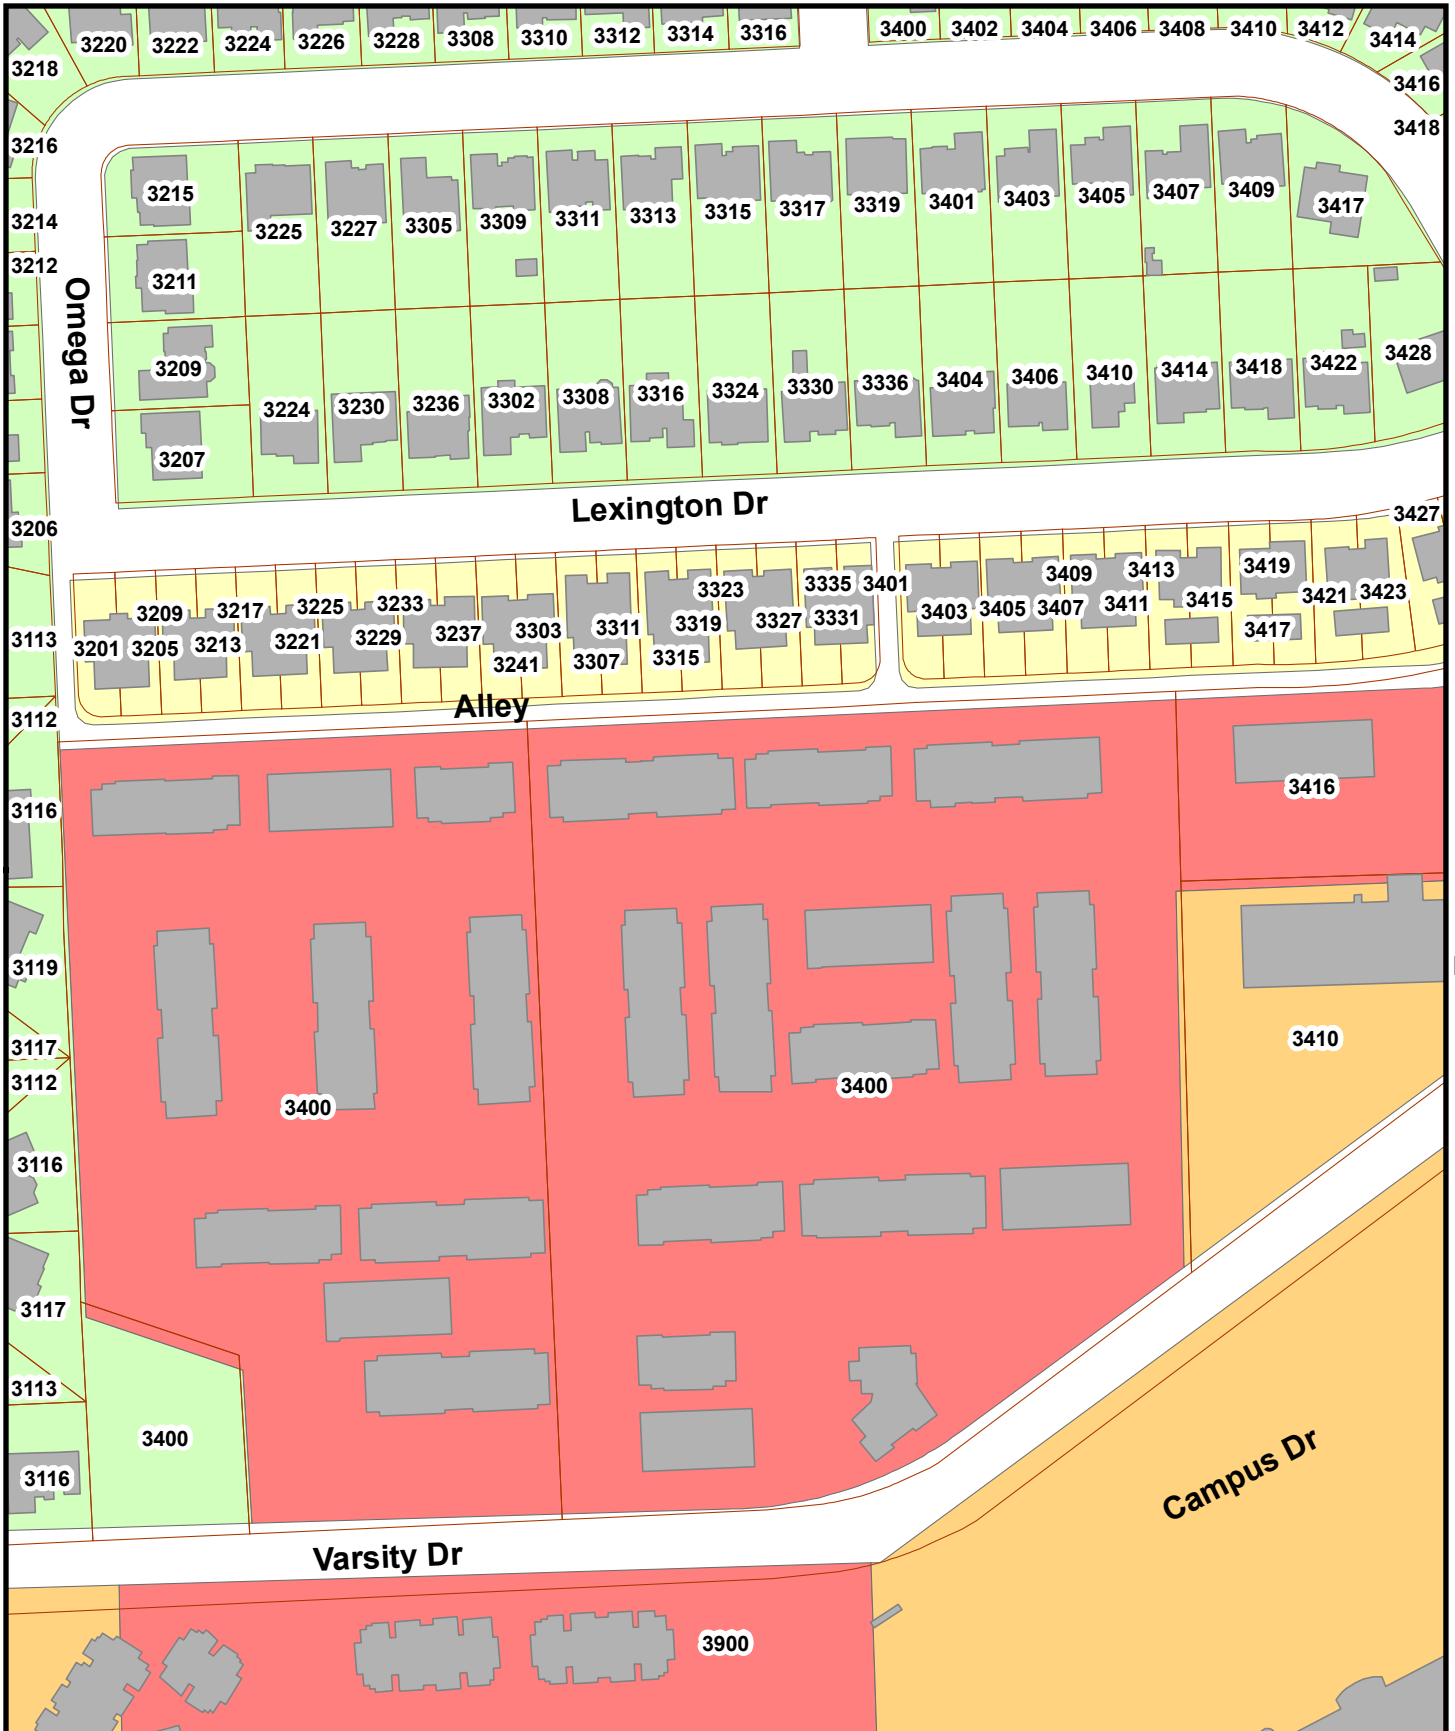 3220 3222 3224 3226 3228 3308 3310 3312 3314 3316 3400 3402 3404 3406 3408 3410 3412 3414
3218 3416
3216 3418
3215 3225 3227 3305 3309 3311 3313 3315 3317 3319 3401 3403 3405 3407 3409 3417
3214
3212 3211
Omega Dr
3209
3224 3230 3236 3302 3308 3316 3324 3330 3336 3404 3406 3410 3414 3418 3422 3428
3207
Lexington Dr
3206 3427
3209 3217 3225 3233 3323 3335 3401 3409 3413 3419
3403 3405 3407 3411 3415 3421 3423
3113 3201 3205 3213 3221 3229 3237 3303 3311 3319 3327 3331 3417
3241 3307 3315
Alley
3112
3116 3416
3119
3117 3410
3112 3400
3400
3116
3117
3113
3400
3116
Campus Dr
Varsity Dr
3900